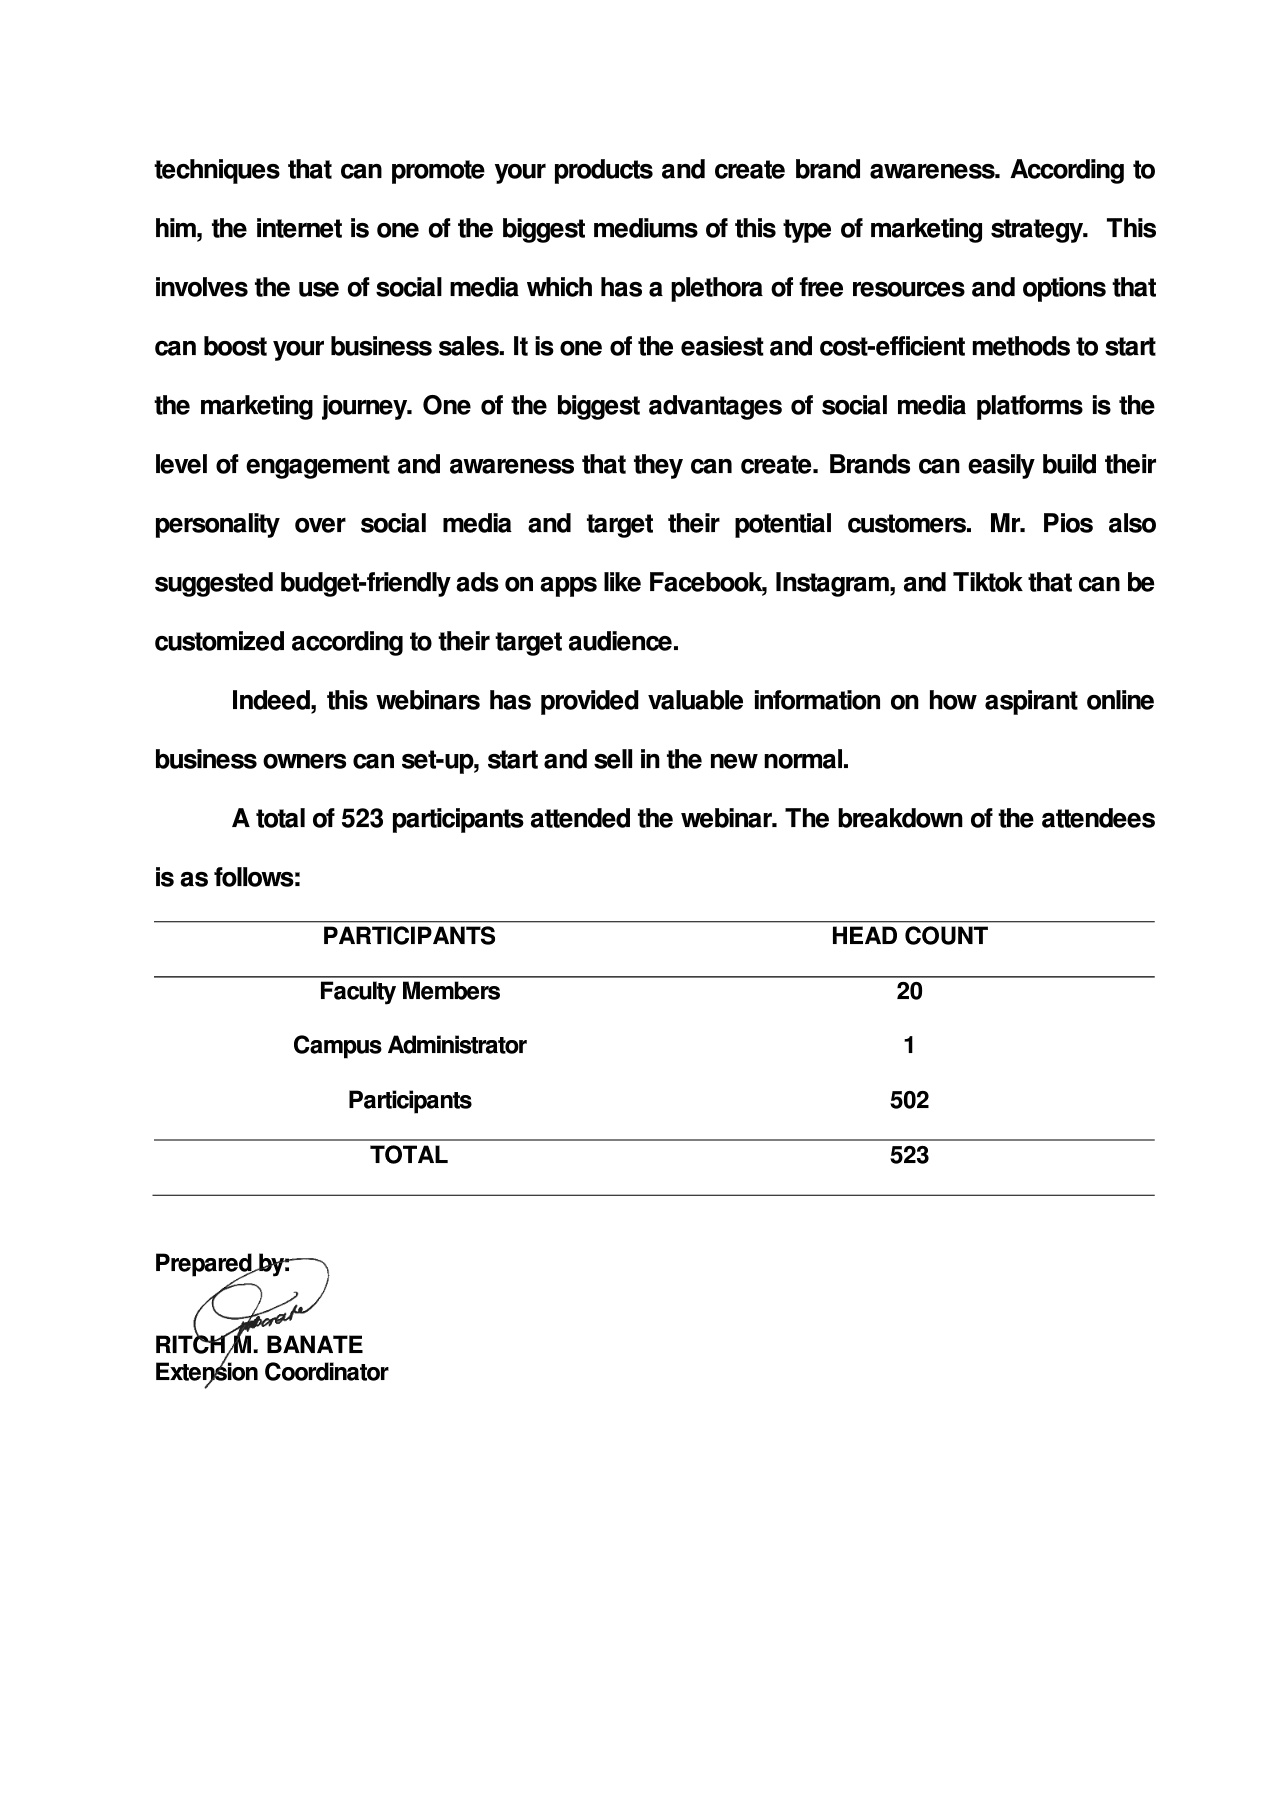 techniques that can promote your products and create brand awareness. According to
him, the internet is one of the biggest mediums of this type of marketing strategy.  This
involves the use of social media which has a plethora of free resources and options that
can boost your business sales. It is one of the easiest and cost-efficient methods to start
the marketing journey. One of the biggest advantages of social media platforms is the
level of engagement and awareness that they can create. Brands can easily build their
personality over social media and target their potential customers. Mr. Pios also
suggested budget-friendly ads on apps like Facebook, Instagram, and Tiktok that can be
customized according to their target audience.
Indeed, this webinars has provided valuable information on how aspirant online
business owners can set-up, start and sell in the new normal.
A total of 523 participants attended the webinar. The breakdown of the attendees
is as follows:
PARTICIPANTS HEAD COUNT
Faculty Members 20
Campus Administrator 1
Participants 502
TOTAL 523
Prepared by:
RITCH M. BANATE
Extension Coordinator